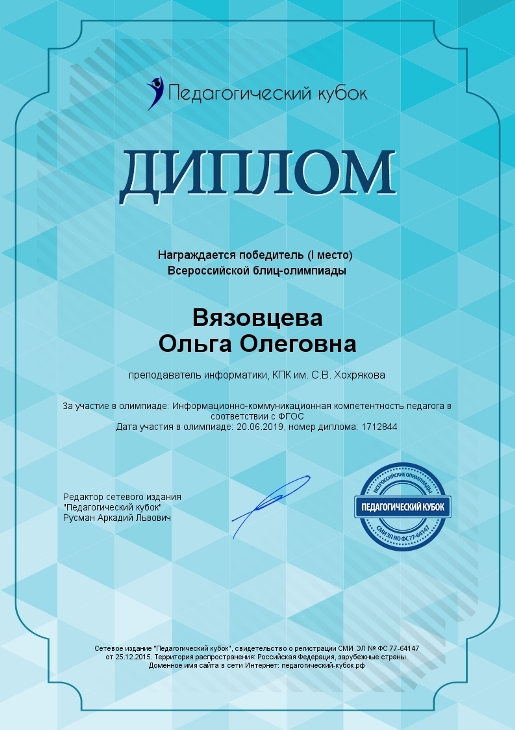 Педагогический кубок
ДИПЛОМ
Награждается победитель (I место)
Всероссийской блиц-олимпиады
Вязовцева
Ольга Олеговна
преподаватель информатики, КПК им. С.В. Хохрякова
За участие в олимпиаде: Информационно-коммуникационная компетентность педагога в
соответствии с ФГОС
Дата участия в олимпиаде: 20.06.2019, номер диплома: 1712844
Редактор сетевого издания
"Педагогический кубок"
Русман Аркадий Львович
ВСЕРОССИЙСКИЕ ОЛИМПИАДЫ
ПЕДАГОГИЧЕСКИЙ КУБОК
СМИ ЭЛ NO ФС 77-64147
Сетевое издание "Педагогический кубок", свидетельство о регистрации СМИ ЭЛ № ФС 77-64147
от 25.12.2015. Территория распространения: Российская Федерация, зарубежные страны.
Доменное имя сайта в сети Интернет: педагогический-кубок.рф